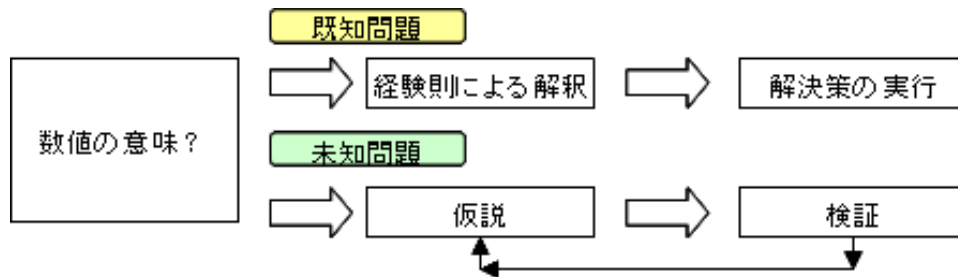 既知問題
経験則による解釈
解決策の実行
数値の意味？
未知問題
仮説
検証